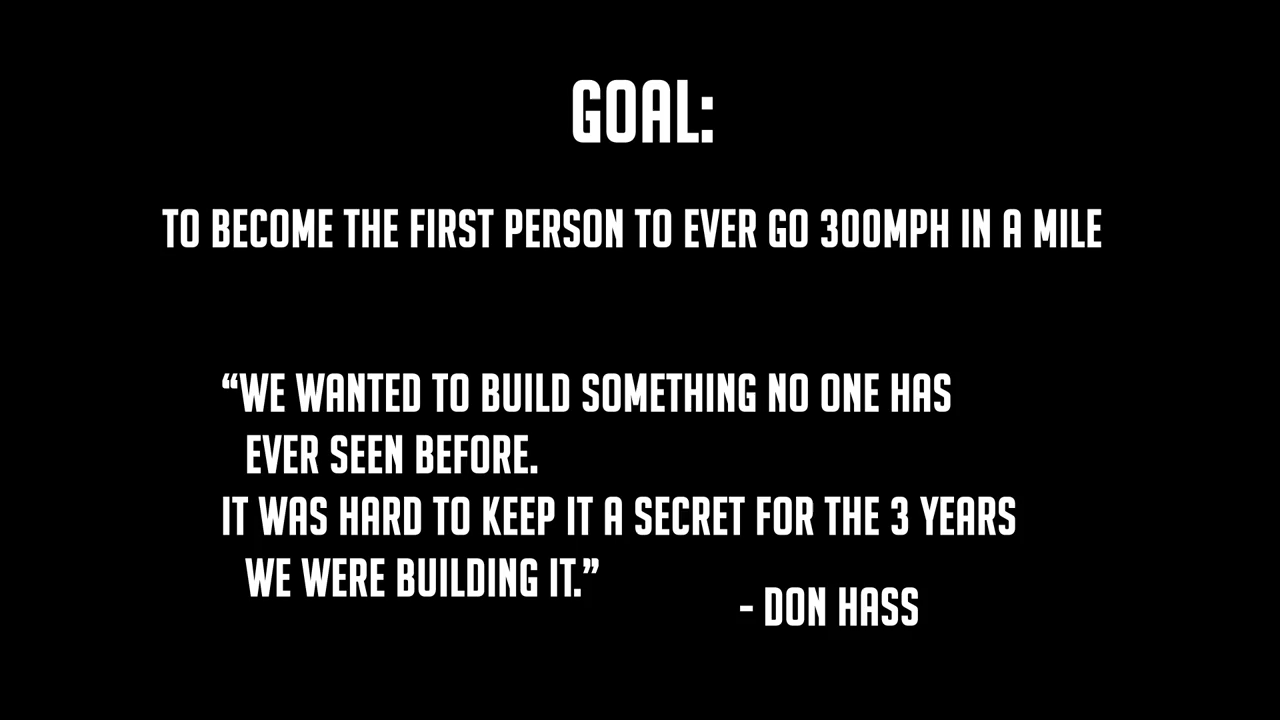 GOAL:
TO BECOME THE FIRST PERSON TO EVER GO 300MPH IN A MILE
“WE WANTED TO BUILD SOMETHING NO ONE HAS
EVER SEEN BEFORE.
IT WAS HARD TO KEEP IT A SECRET FOR THE 3 YEARS
WE WERE BUILDING IT.”
- DON HASS